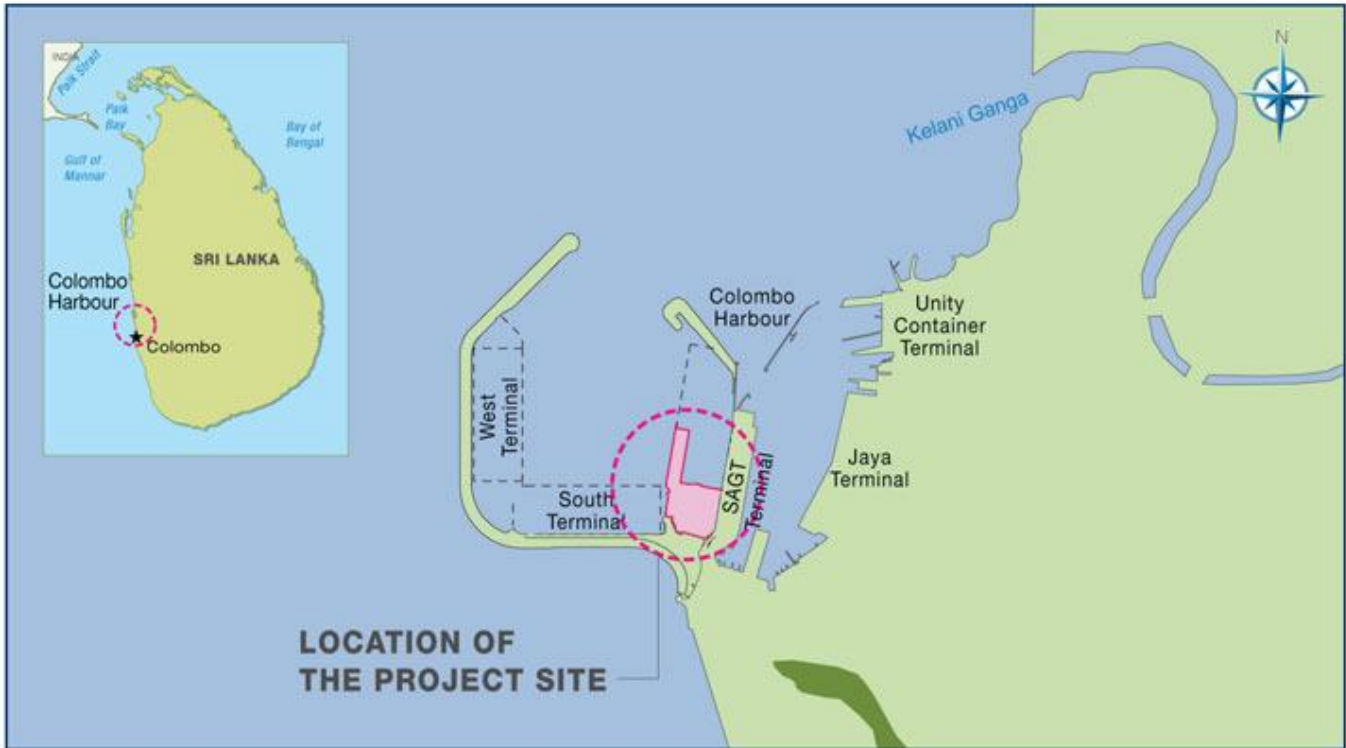 INDIA
Palk Strait
Palk
Bay
Bay of
Bengal
Gulf of
Mannar
SRI LANKA
Colombo
Harbour
Colombo
N
Kelani Ganga
Colombo
Harbour
Unity
Container
Terminal
West
Terminal
Jaya
Terminal
SAGT
Terminal
South
Terminal
LOCATION OF
THE PROJECT SITE